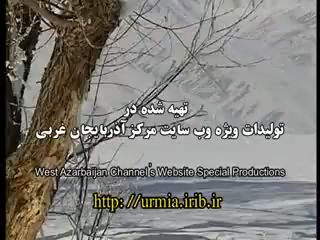 تهیه شده در
تولیدات ویژه وب سایت مرکز آذربایجان غربی
West Azarbaijan Channel's Website Special Productions
http://urmia.irib.ir